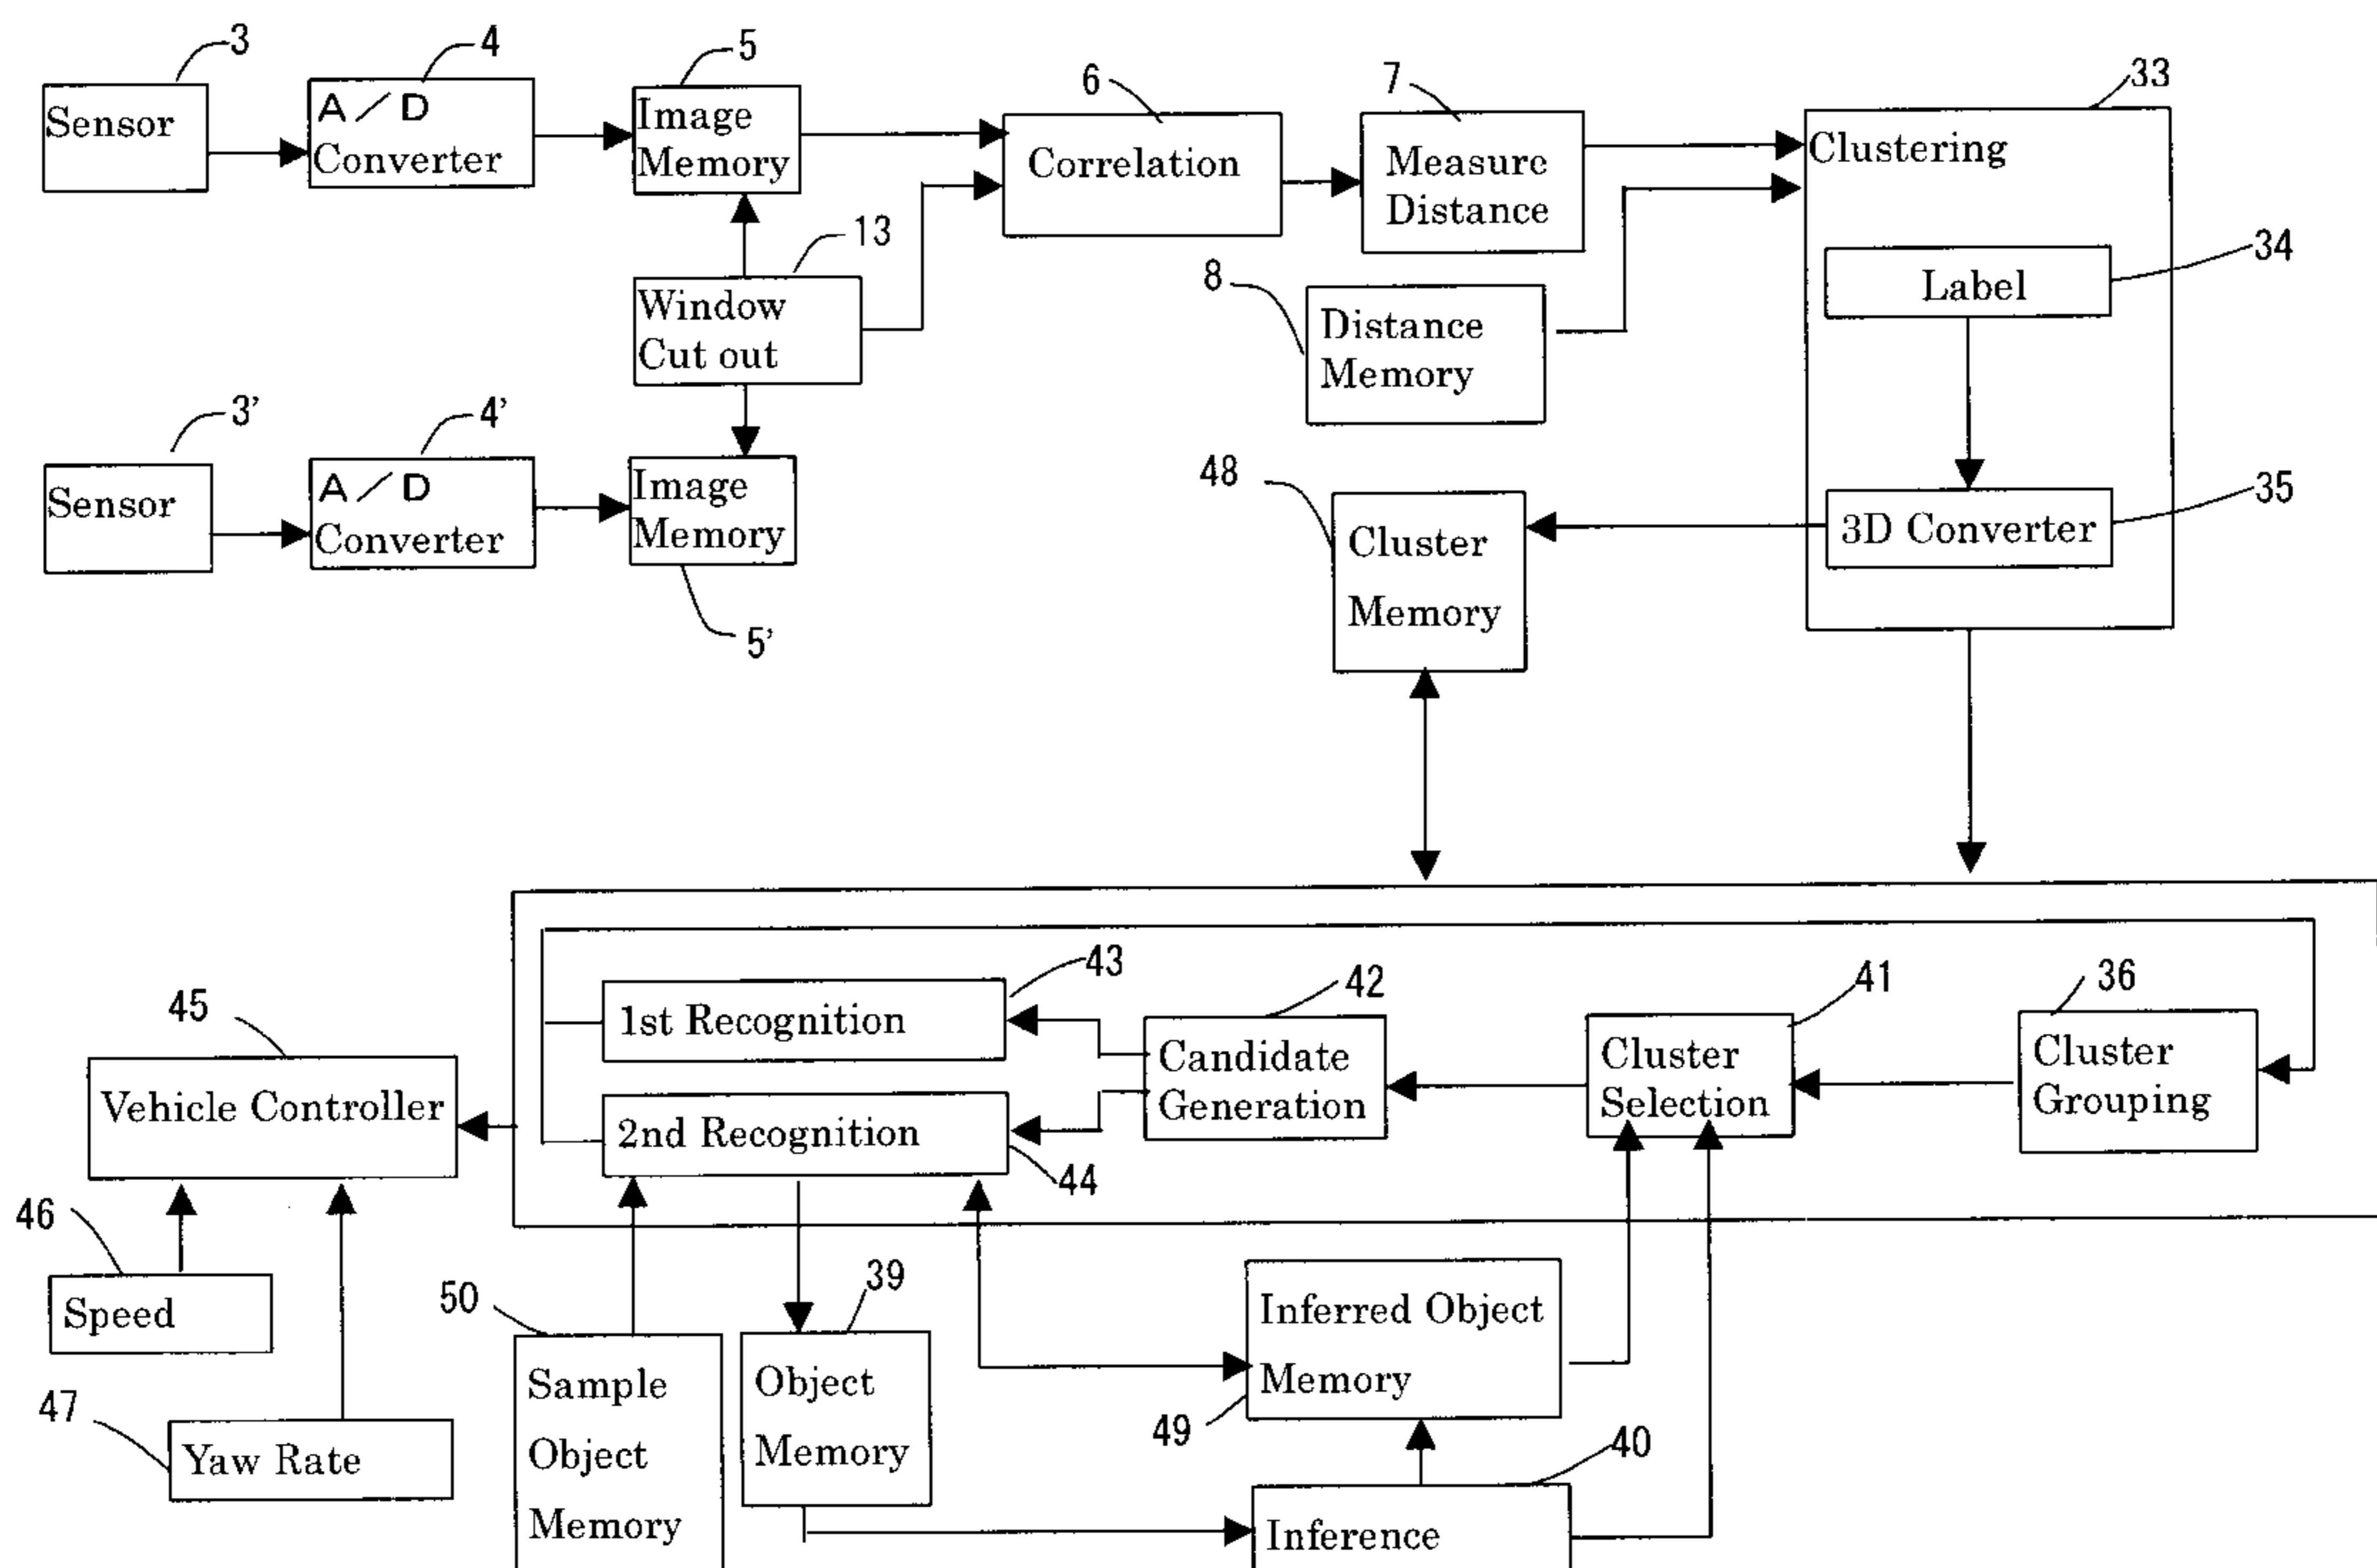 3
4
5
6
7
33
Sensor
A/D
Converter
Image
Memory
Correlation
Measure
Distance
Clustering
13
Window
Cut out
8
Distance
Memory
34
Label
3'
4'
Sensor
A/D
Converter
Image
Memory
5'
48
Cluster
Memory
35
3D Converter
43
42
41
36
45
1st Recognition
Candidate
Generation
Cluster
Selection
Cluster
Grouping
Vehicle Controller
2nd Recognition
44
46
Speed
47
Yaw Rate
50
Sample
Object
Memory
39
Object
Memory
Inferred Object
Memory
49
40
Inference